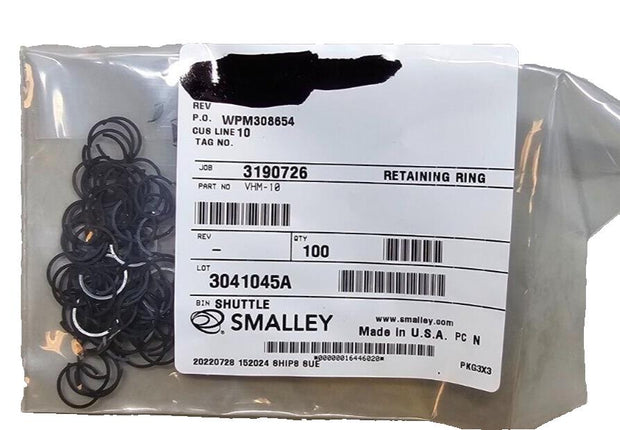 REV
P.O. WPM308654
CUS LINE 10
TAG NO.
JOB 3190726 RETAINING RING
PART NO VHM-10
REV - QTY 100
LOT 3041045A
BIN SHUTTLE
SMALLEY www.smalley.com
Made in U.S.A. PC N
*00000016446020*
20220728 152024 SHIP8 SUE PKG3X3